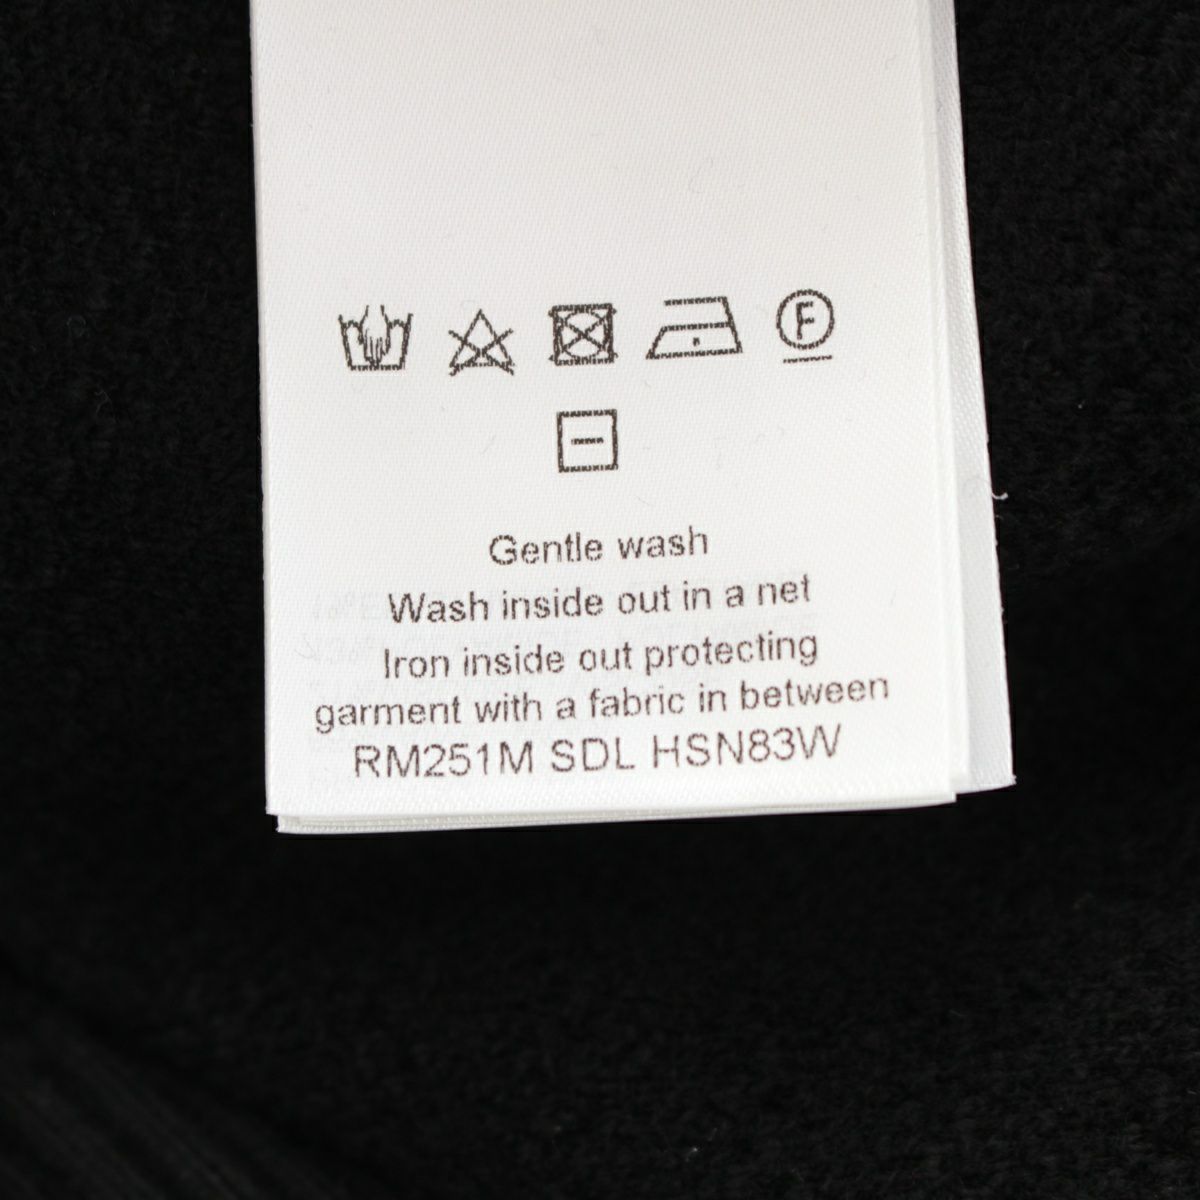 F
Gentle wash
Wash inside out in a net
Iron inside out protecting
garment with a fabric in between
RM251M SDL HSN83W